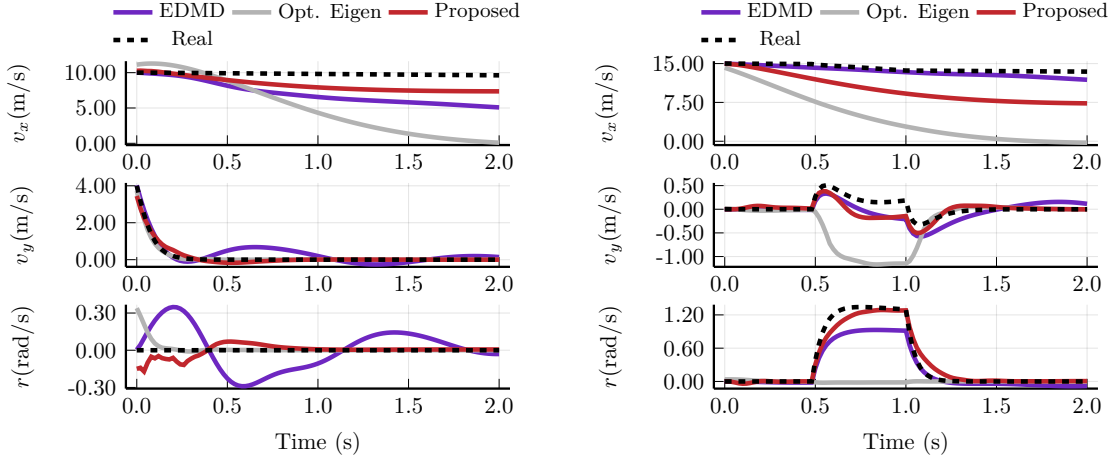 EDMD Opt. Eigen Proposed
Real
10.00
5.00
0.00
v_x(m/s)
0.0 0.5 1.0 1.5 2.0
4.00
2.00
0.00
v_y(m/s)
0.0 0.5 1.0 1.5 2.0
0.30
0.00
-0.30
r(rad/s)
0.0 0.5 1.0 1.5 2.0
Time (s)
EDMD Opt. Eigen Proposed
Real
15.00
7.50
0.00
v_x(m/s)
0.0 0.5 1.0 1.5 2.0
0.50
0.00
-0.50
-1.00
v_y(m/s)
0.0 0.5 1.0 1.5 2.0
1.20
0.60
0.00
r(rad/s)
0.0 0.5 1.0 1.5 2.0
Time (s)